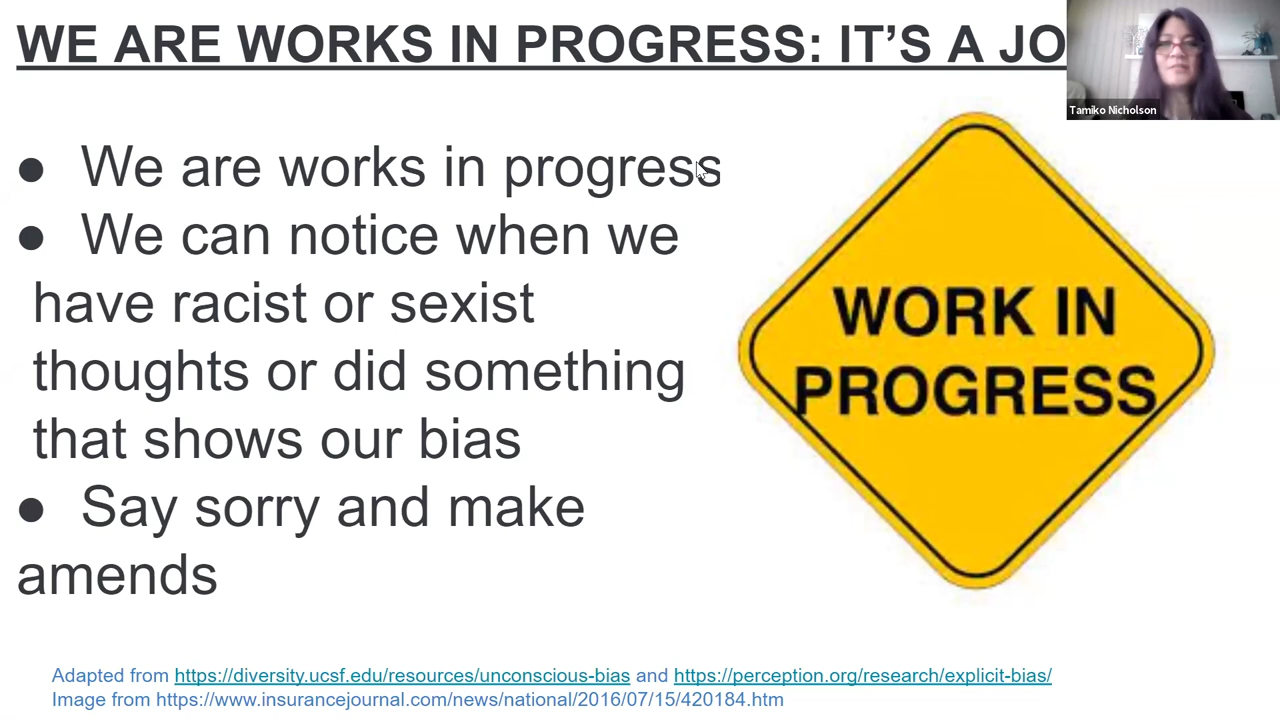 WE ARE WORKS IN PROGRESS: IT’S A JO
Tamiko Nicholson
● We are works in progress
● We can notice when we
have racist or sexist
thoughts or did something
that shows our bias
● Say sorry and make
amends
WORK IN
PROGRESS
Adapted from https://diversity.ucsf.edu/resources/unconscious-bias and https://perception.org/research/explicit-bias/
Image from https://www.insurancejournal.com/news/national/2016/07/15/420184.htm